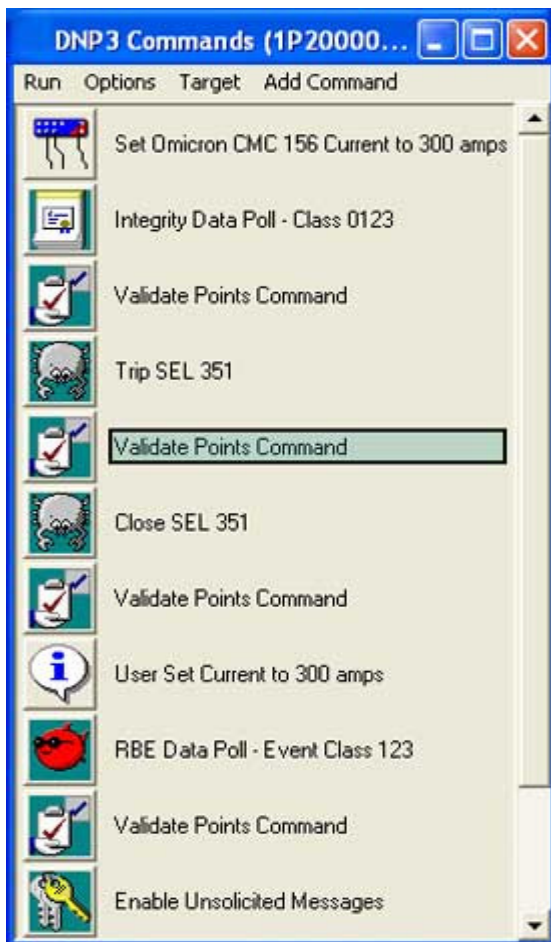 DNP3 Commands (1P20000...
Run Options Target Add Command
Set Omicron CMC 156 Current to 300 amps
Integrity Data Poll - Class 0123
Validate Points Command
Trip SEL 351
Validate Points Command
Close SEL 351
Validate Points Command
User Set Current to 300 amps
RBE Data Poll - Event Class 123
Validate Points Command
Enable Unsolicited Messages